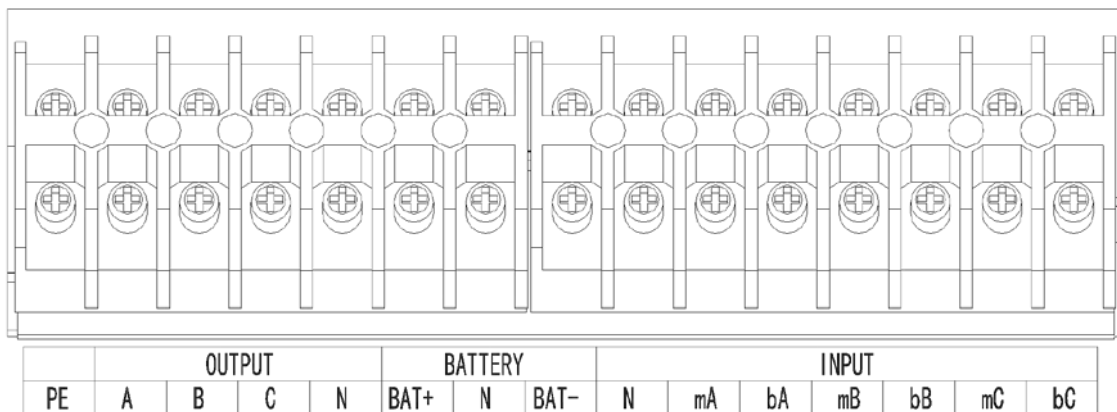 OUTPUT BATTERY INPUT
PE A B C N BAT+ N BAT- N mA bA mB bB mC bC